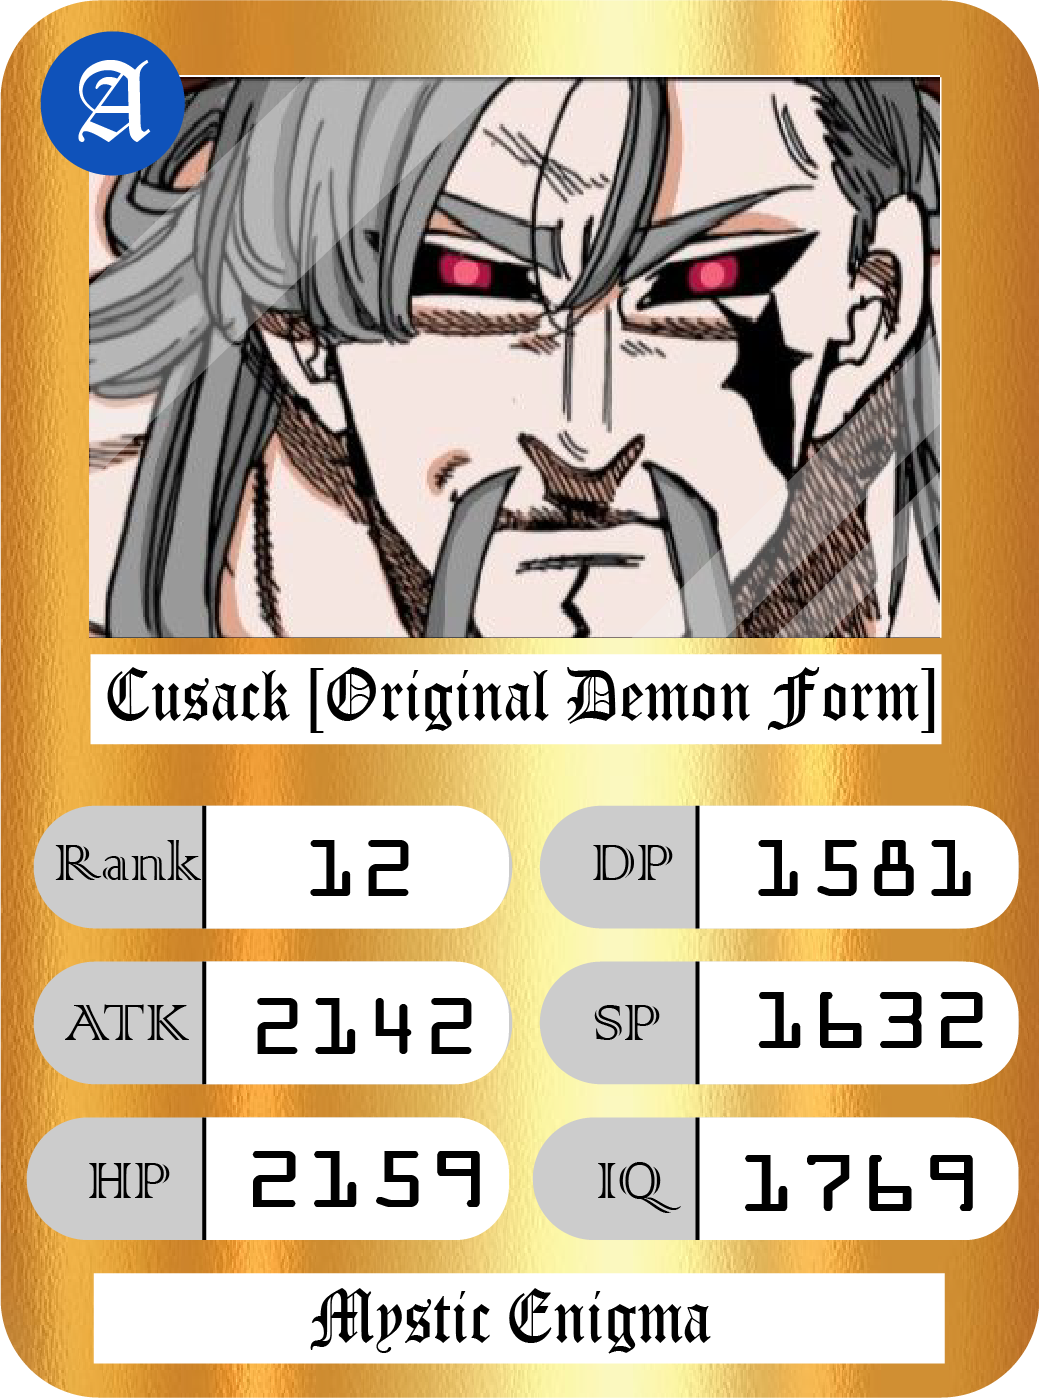 A
Cusack [Original Demon Form]
Rank 12 DP 1581
ATK 2142 SP 1632
HP 2159 IQ 1769
Mystic Enigma